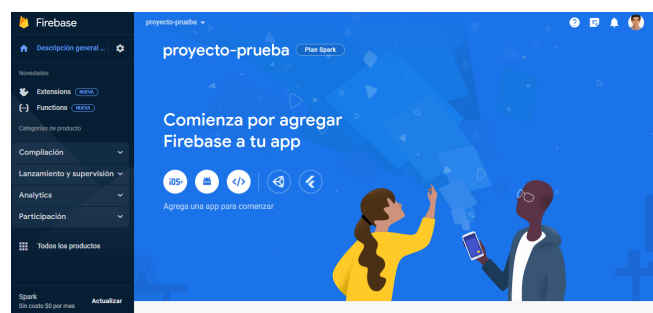 Firebase
proyecto-prueba
Descripción general ...
proyecto-prueba
Plan Spark
Novedades
Extensions
NUEVA
Functions
NUEVA
Categorías de producto
Compilación
Lanzamiento y supervisión
Analytics
Participación
Todos los productos
Spark
Sin costo $0 por mes
Actualizar
Comienza por agregar
Firebase a tu app
iOS+
Agrega una app para comenzar